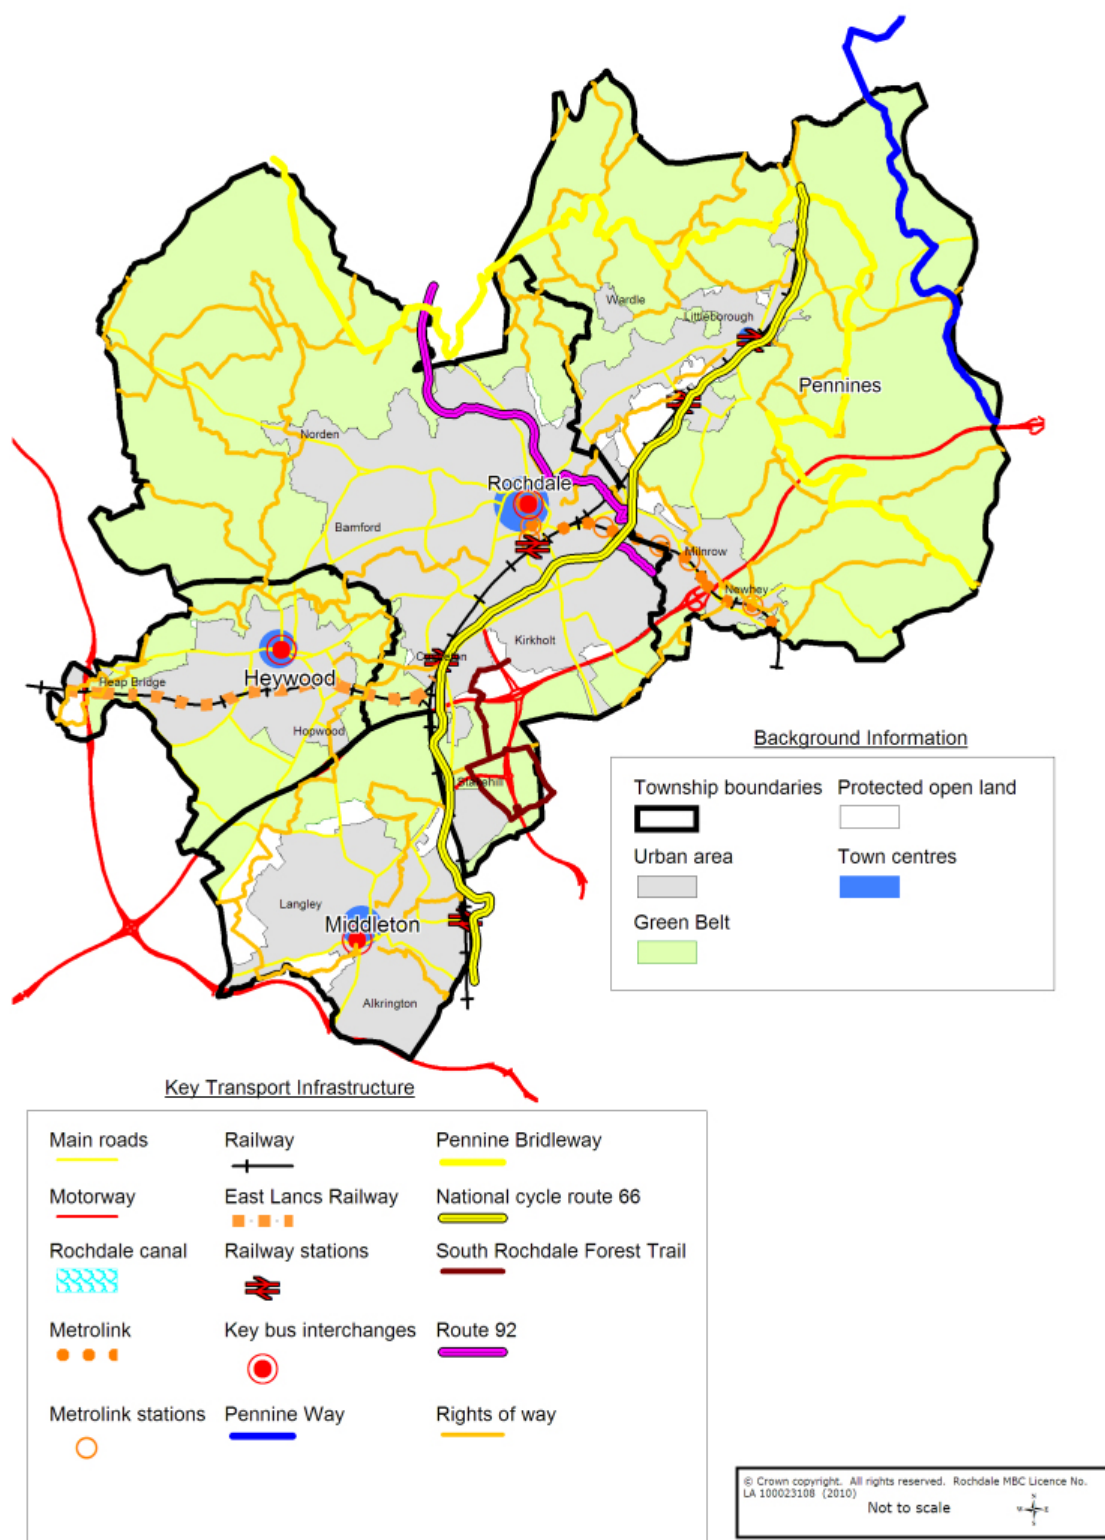 Wardle
Littleborough
Pennines
Norden
Rochdale
Bamford
Milnrow
Newhey
Kirkholt
Heap Bridge
Heywood
Hopwood
Langley
Middleton
Alkrington
Background Information
Township boundaries Protected open land
Urban area Town centres
Green Belt
Key Transport Infrastructure
Main roads Railway Pennine Bridleway
Motorway East Lancs Railway National cycle route 66
Rochdale canal Railway stations South Rochdale Forest Trail
Metrolink Key bus interchanges Route 92
Metrolink stations Pennine Way Rights of way
© Crown copyright. All rights reserved. Rochdale MBC Licence No.
LA 100023108 (2010)
Not to scale
N
W E
S